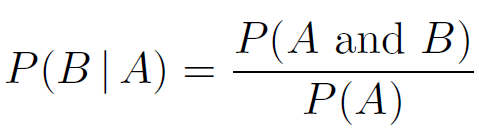 P(B | A) = P(A and B) / P(A)